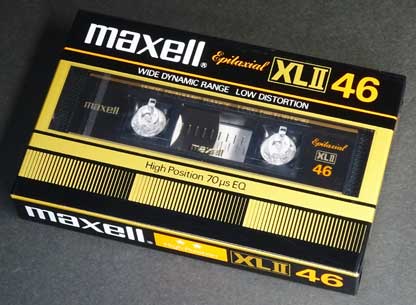 maxell Epitaxial XLII 46
WIDE DYNAMIC RANGE LOW DISTORTION
maxell
maxell
Epitaxial
XLII
46
High Position 70μs EQ
maxell XLII 46